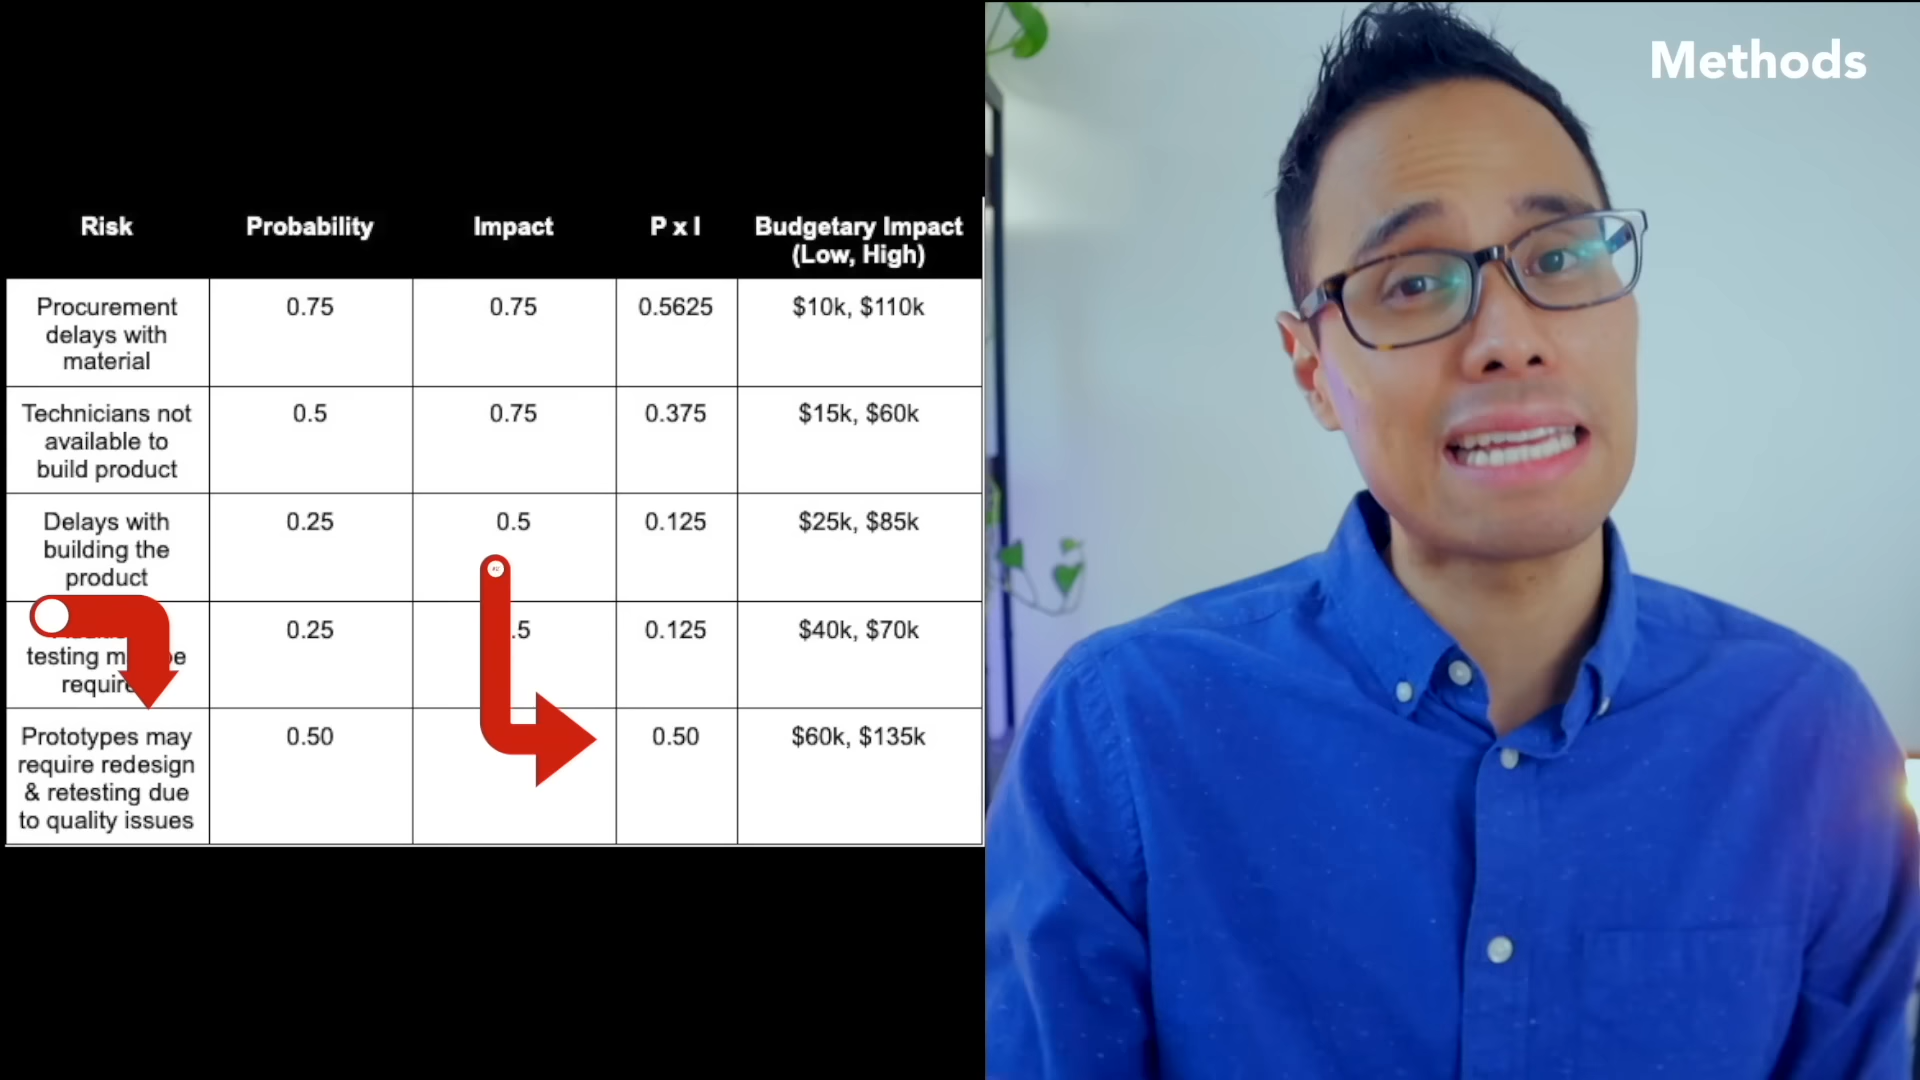 Methods
Risk Probability Impact P x I Budgetary Impact
(Low, High)
Procurement
delays with
material
0.75 0.75 0.5625 $10k, $110k
Technicians not
available to
build product
0.5 0.75 0.375 $15k, $60k
Delays with
building the
product
0.25 0.5 0.125 $25k, $85k
testing
0.25 .5 0.125 $40k, $70k
Prototypes may
require redesign
& retesting due
to quality issues
0.50 0.50 $60k, $135k